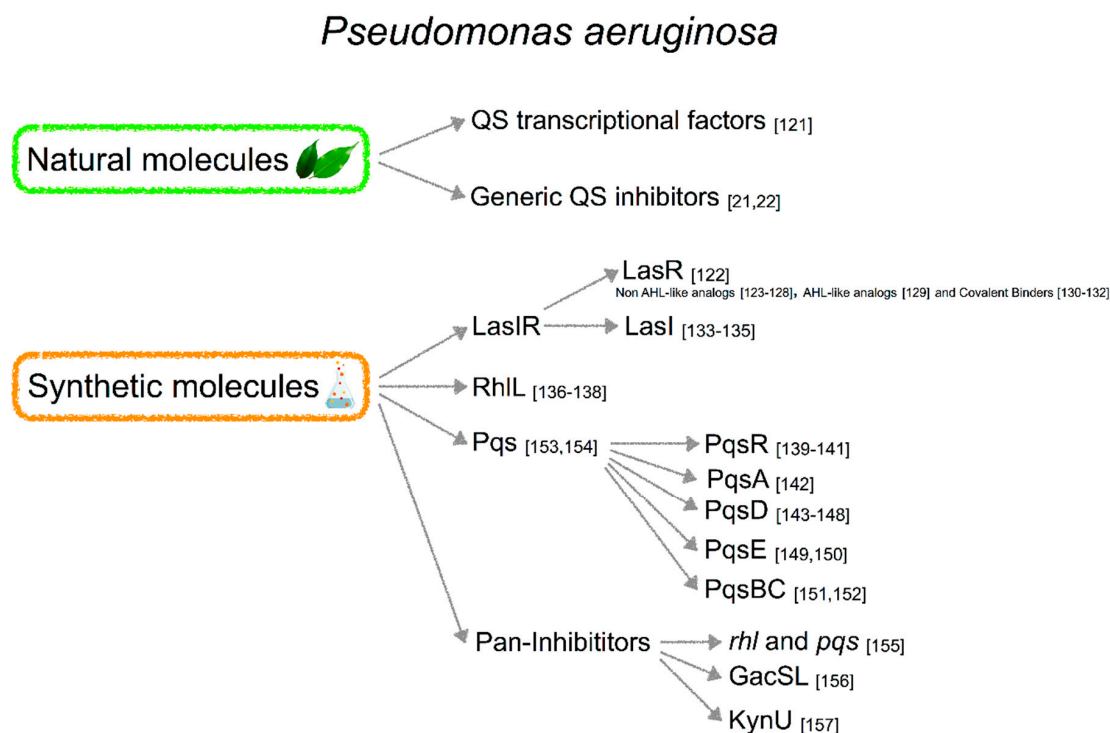 Pseudomonas aeruginosa
Natural molecules
QS transcriptional factors [121]
Generic QS inhibitors [21,22]
Synthetic molecules
LasIR
LasR [122]
Non AHL-like analogs [123-128], AHL-like analogs [129] and Covalent Binders [130-132]
LasI [133-135]
RhlL [136-138]
Pqs [153,154]
PqsR [139-141]
PqsA [142]
PqsD [143-148]
PqsE [149,150]
PqsBC [151,152]
Pan-Inhibititors
rhl and pqs [155]
GacSL [156]
KynU [157]